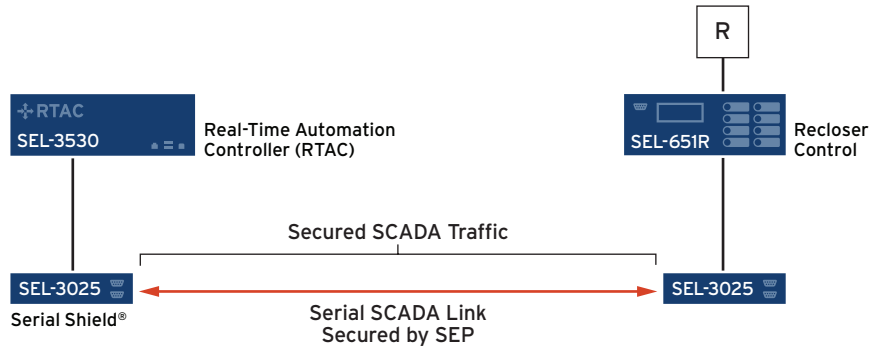 R
RTAC
SEL-3530
Real-Time Automation
Controller (RTAC)
SEL-651R
Recloser
Control
Secured SCADA Traffic
SEL-3025
SEL-3025
Serial Shield®
Serial SCADA Link
Secured by SEP